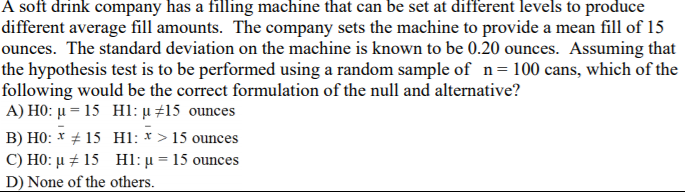 A soft drink company has a filling machine that can be set at different levels to produce
different average fill amounts. The company sets the machine to provide a mean fill of 15
ounces. The standard deviation on the machine is known to be 0.20 ounces. Assuming that
the hypothesis test is to be performed using a random sample of n = 100 cans, which of the
following would be the correct formulation of the null and alternative?
A) H0: μ = 15 H1: μ ≠15 ounces
B) H0: x̄ ≠ 15 H1: x̄ > 15 ounces
C) H0: μ ≠ 15 H1: μ = 15 ounces
D) None of the others.